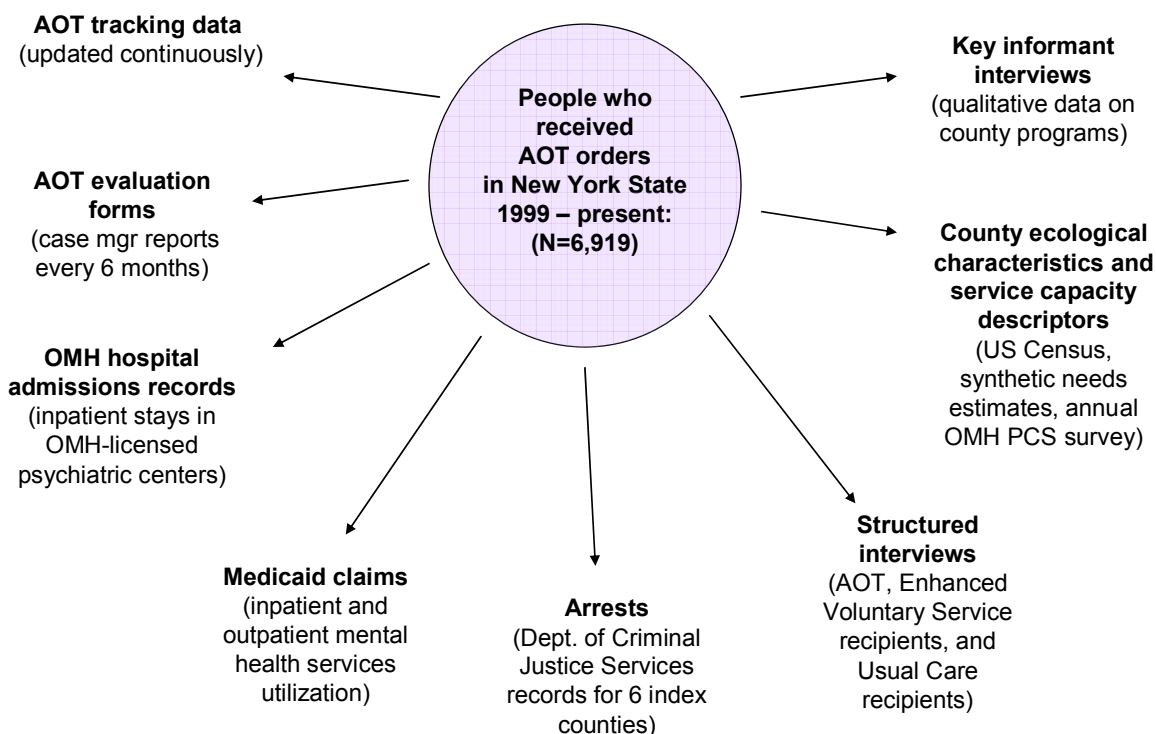 AOT tracking data
(updated continuously)
AOT evaluation
forms
(case mgr reports
every 6 months)
OMH hospital
admissions records
(inpatient stays in
OMH-licensed
psychiatric centers)
Medicaid claims
(inpatient and
outpatient mental
health services
utilization)
People who
received
AOT orders
in New York State
1999 – present:
(N=6,919)
Arrests
(Dept. of Criminal
Justice Services
records for 6 index
counties)
Structured
interviews
(AOT, Enhanced
Voluntary Service
recipients, and
Usual Care
recipients)
Key informant
interviews
(qualitative data on
county programs)
County ecological
characteristics and
service capacity
descriptors
(US Census,
synthetic needs
estimates, annual
OMH PCS survey)